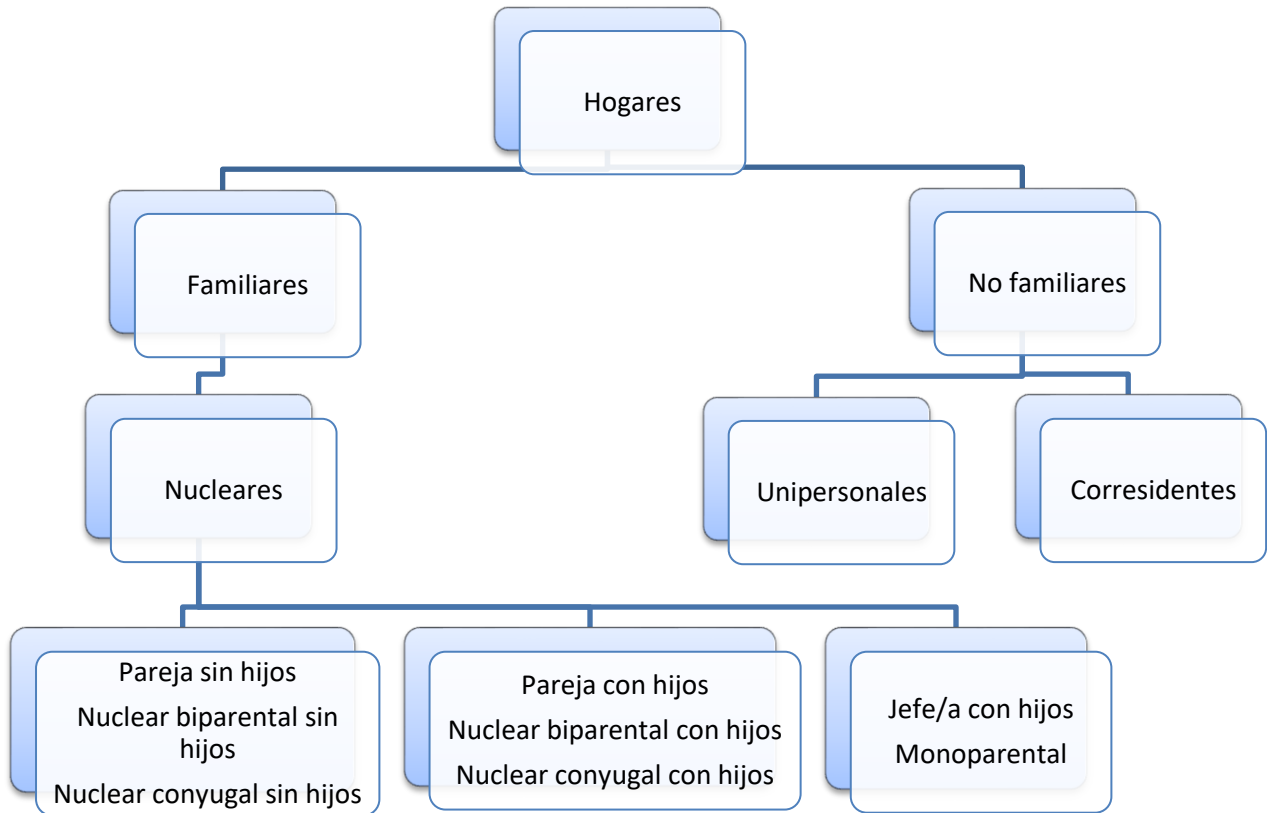 Hogares
Familiares
No familiares
Nucleares
Unipersonales
Corresidentes
Pareja sin hijos
Nuclear biparental sin
hijos
Nuclear conyugal sin hijos
Pareja con hijos
Nuclear biparental con hijos
Nuclear conyugal con hijos
Jefe/a con hijos
Monoparental